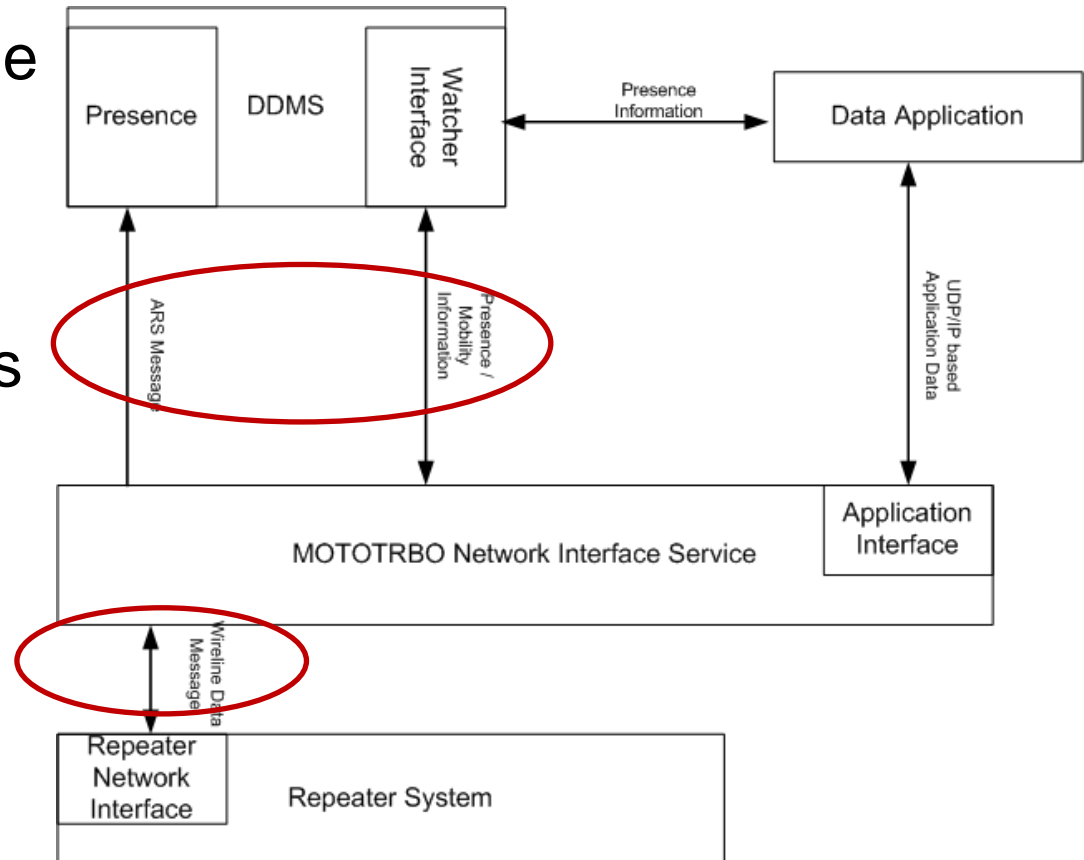 e
s
Presence
DDMS
Watcher
Interface
Presence
Information
Data Application
ARS Message
Presence /
Mobility
Information
UDP/IP based
Application Data
MOTOTRBO Network Interface Service
Application
Interface
Wireline Data
Message
Repeater
Network
Interface
Repeater System